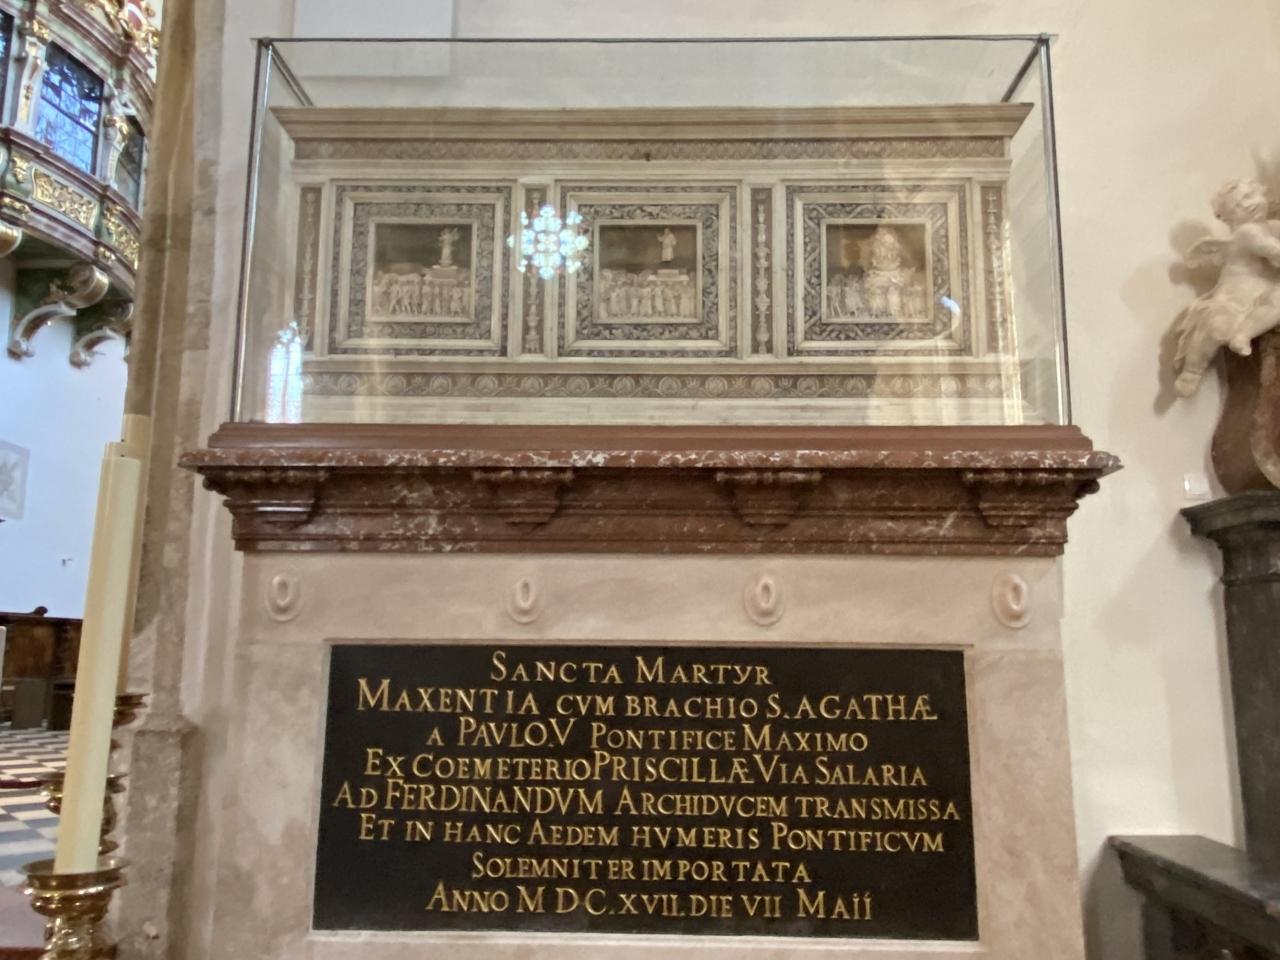 SANCTA MARTYR
MAXENTIA CVM BRACHIO S. AGATHÆ
A PAVLO. V. PONTIFICE MAXIMO
EX COEMETERIO PRISCILLÆ VIA SALARIA
AD FERDINANDVM ARCHIDVCEM TRANSMISSA
ET IN HANC AEDEM HVMERIS PONTIFICVM
SOLEMNITER IMPORTATA
ANNO M DC. XVII. DIE VII MAIJ